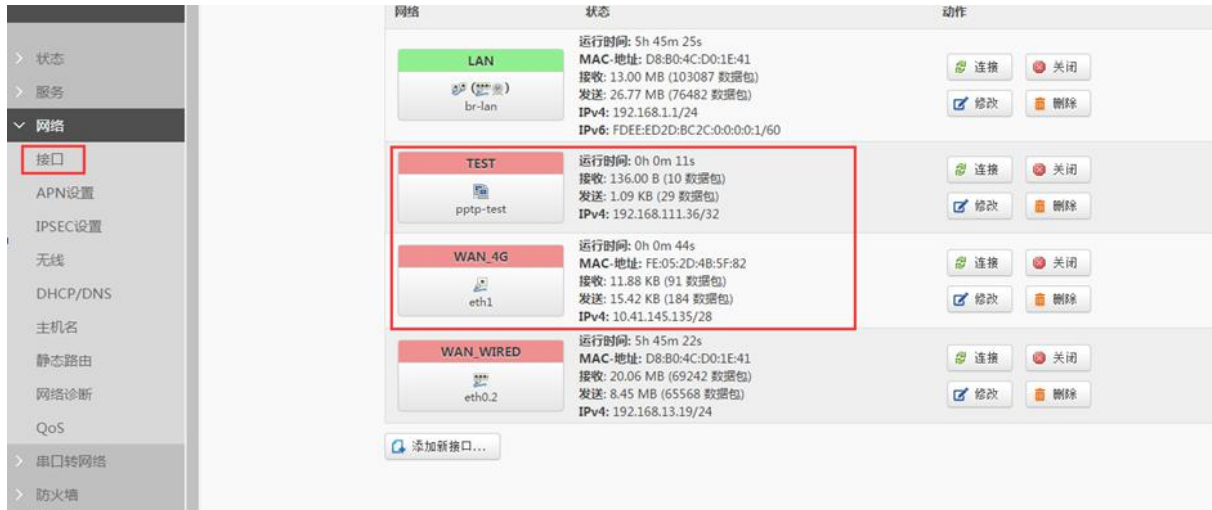 网络 状态 动作
状态
服务
网络
接口
APN设置
IPSEC设置
无线
DHCP/DNS
主机名
静态路由
网络诊断
QoS
串口转网络
防火墙
LAN
br-lan
运行时间: 5h 45m 25s
MAC-地址: D8:B0:4C:D0:1E:41
接收: 13.00 MB (103087 数据包)
发送: 26.77 MB (76482 数据包)
IPv4: 192.168.1.1/24
IPv6: FDEE:ED2D:BC2C:0:0:0:0:1/60
连接 关闭
修改 删除
TEST
pptp-test
运行时间: 0h 0m 11s
接收: 136.00 B (10 数据包)
发送: 1.09 KB (29 数据包)
IPv4: 192.168.111.36/32
连接 关闭
修改 删除
WAN_4G
eth1
运行时间: 0h 0m 44s
MAC-地址: FE:05:2D:4B:5F:82
接收: 11.88 KB (91 数据包)
发送: 15.42 KB (184 数据包)
IPv4: 10.41.145.135/28
连接 关闭
修改 删除
WAN_WIRED
eth0.2
运行时间: 5h 45m 22s
MAC-地址: D8:B0:4C:D0:1E:41
接收: 20.06 MB (69242 数据包)
发送: 8.45 MB (65568 数据包)
IPv4: 192.168.13.19/24
连接 关闭
修改 删除
添加新接口...